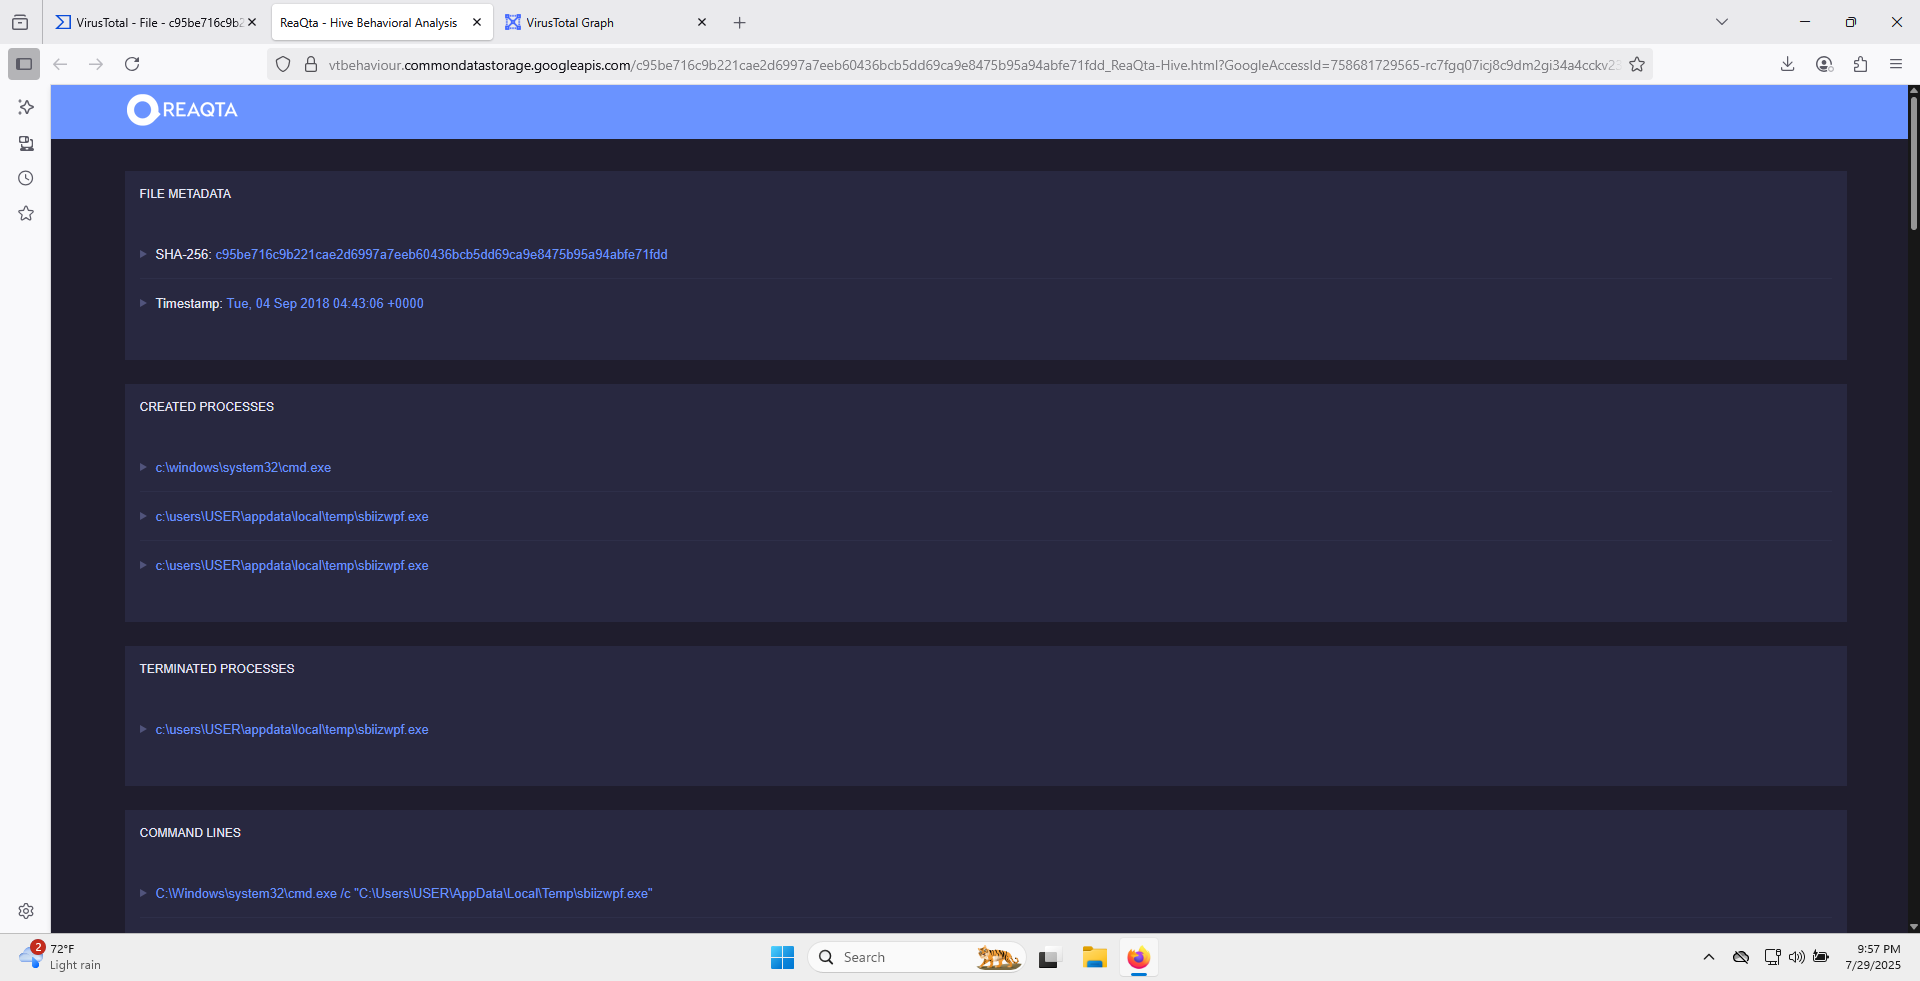 VirusTotal - File - c95be716c9b2
ReaQta - Hive Behavioral Analysis
VirusTotal Graph
vtbehaviour.commondatastorage.googleapis.com/c95be716c9b221cae2d6997a7eeb60436bcb5dd69ca9e8475b95a94abfe71fdd_ReaQta-Hive.html?GoogleAccessId=758681729565-rc7fgq07icj8c9dm2gi34a4cckv23
REAQTA
FILE METADATA
SHA-256: c95be716c9b221cae2d6997a7eeb60436bcb5dd69ca9e8475b95a94abfe71fdd
Timestamp: Tue, 04 Sep 2018 04:43:06 +0000
CREATED PROCESSES
c:\windows\system32\cmd.exe
c:\users\USER\appdata\local\temp\sbiizwpf.exe
c:\users\USER\appdata\local\temp\sbiizwpf.exe
TERMINATED PROCESSES
c:\users\USER\appdata\local\temp\sbiizwpf.exe
COMMAND LINES
C:\Windows\system32\cmd.exe /c "C:\Users\USER\AppData\Local\Temp\sbiizwpf.exe"
2
72°F
Light rain
Search
9:57 PM
7/29/2025